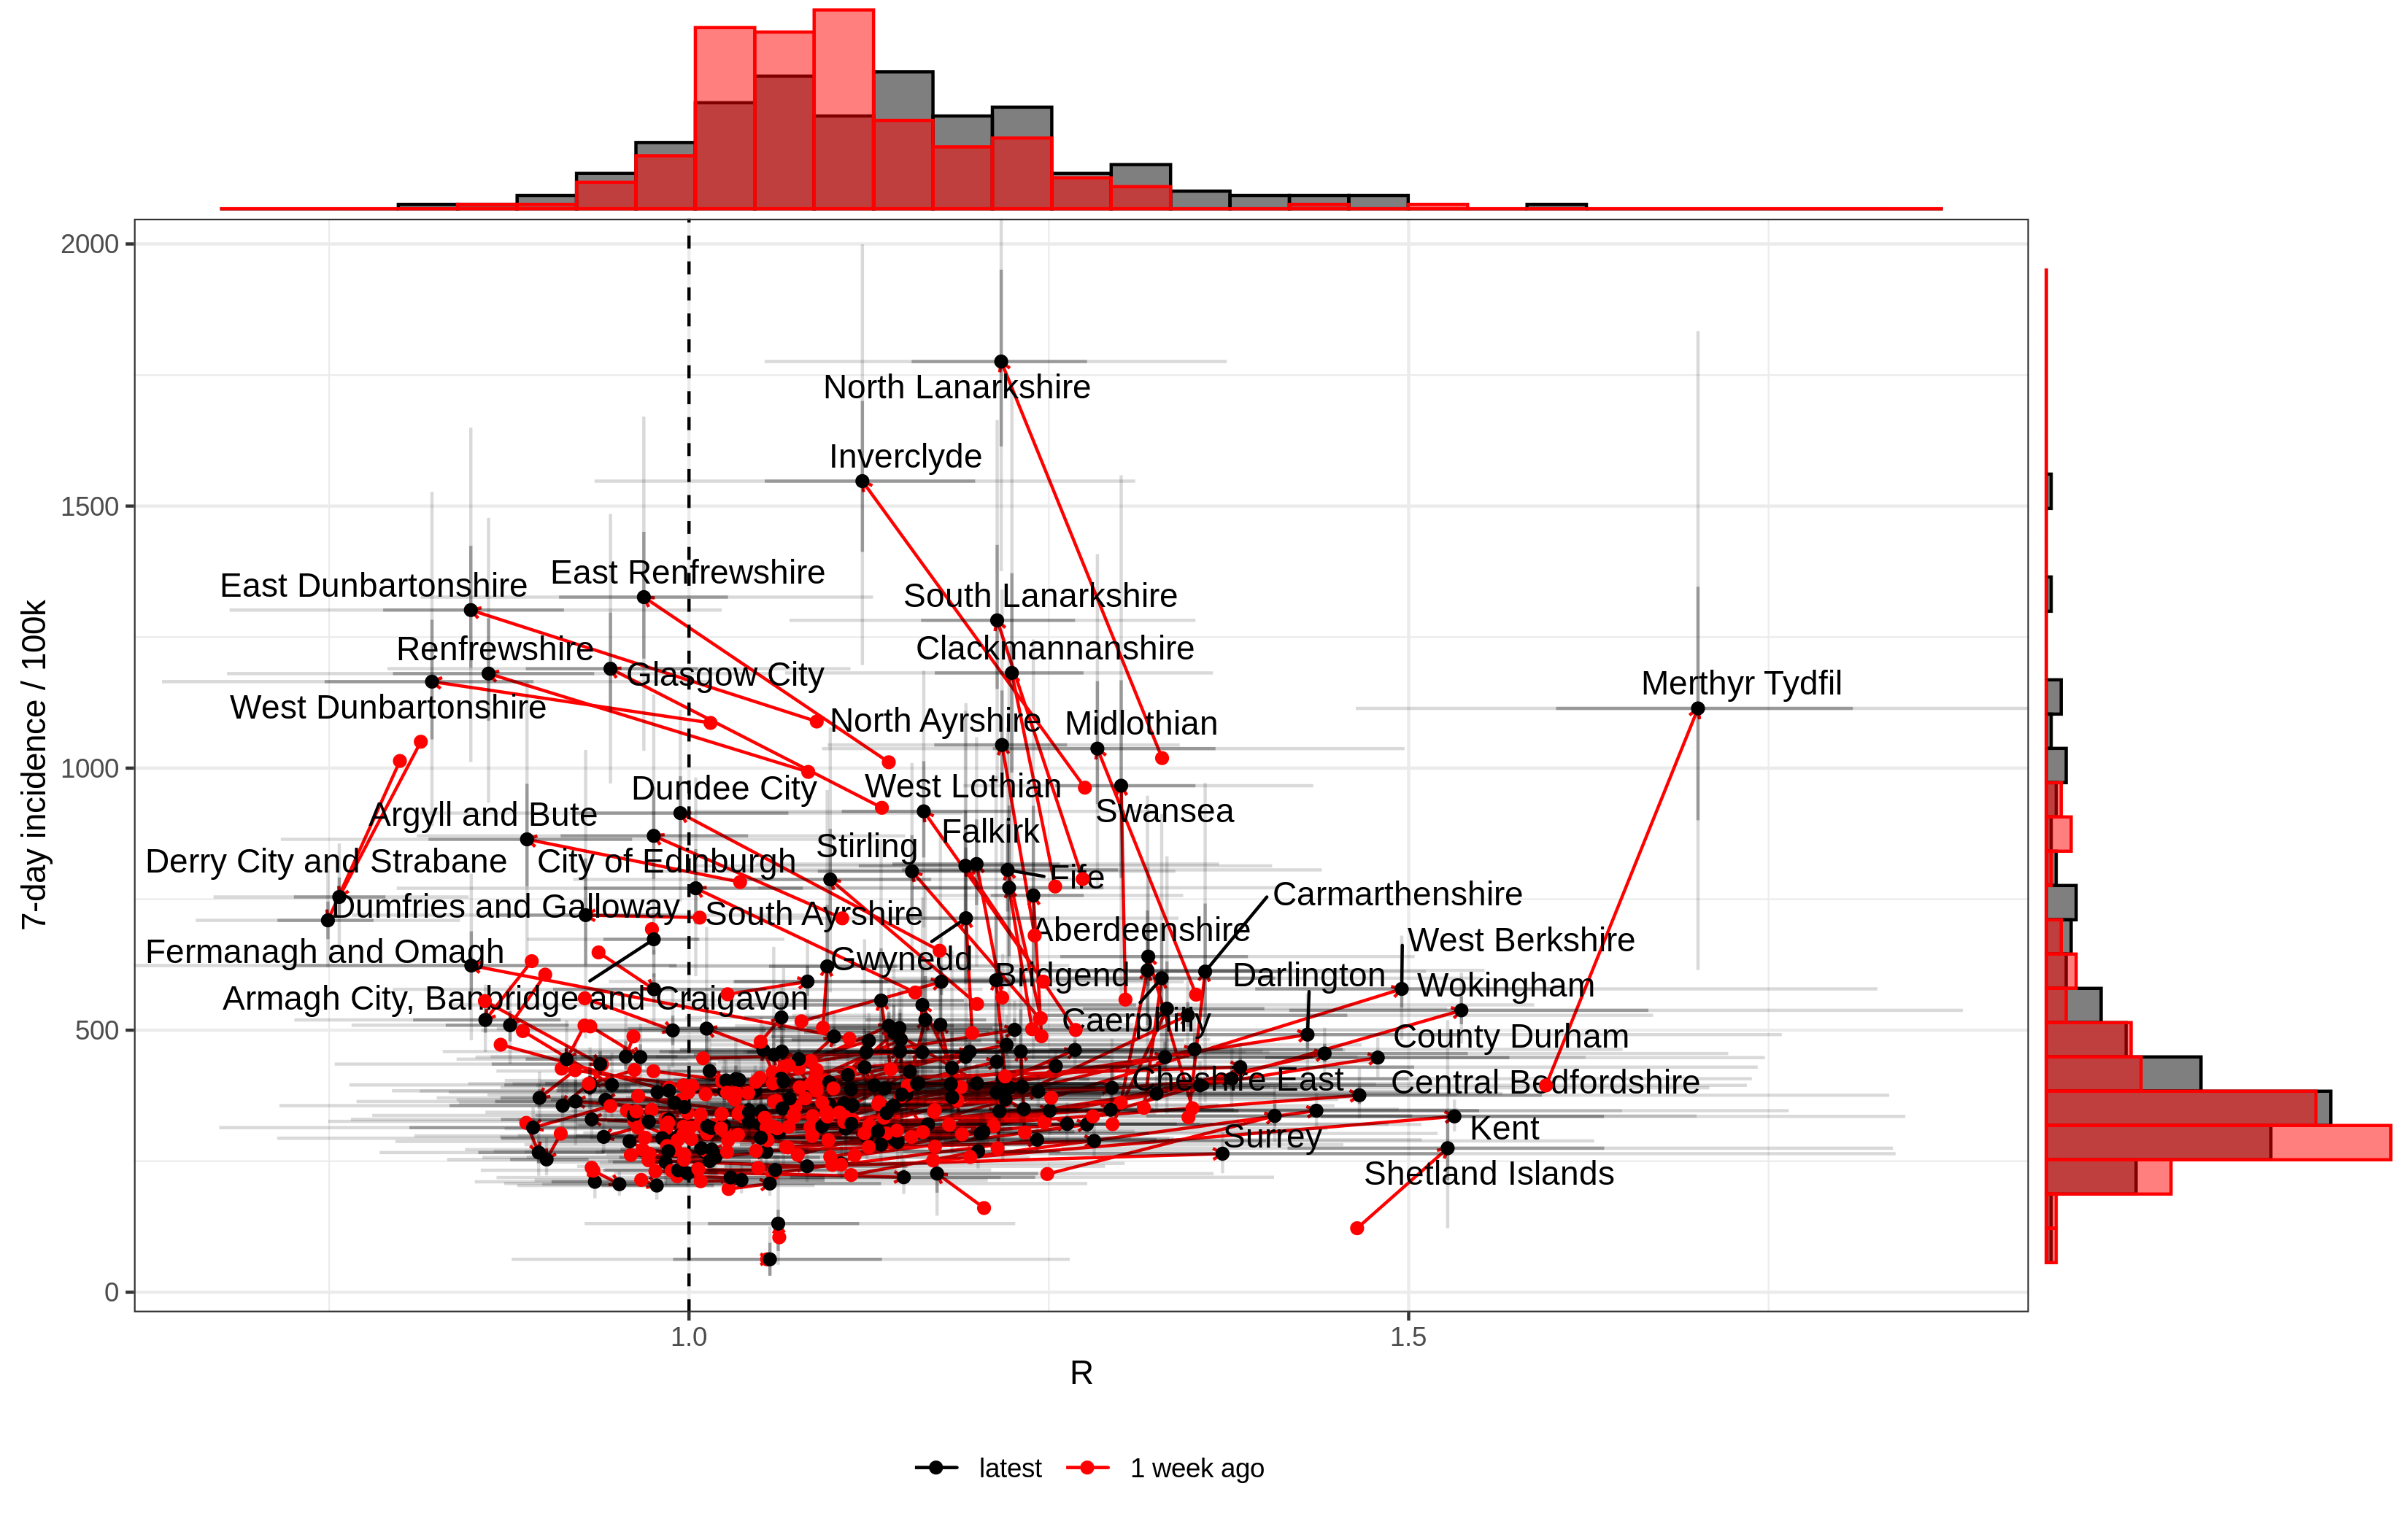 2000
North Lanarkshire
Inverclyde
1500
East Dunbartonshire
East Renfrewshire
South Lanarkshire
Renfrewshire
Clackmannanshire
Glasgow City
Merthyr Tydfil
West Dunbartonshire
North Ayrshire
Midlothian
1000
Dundee City
West Lothian
Argyll and Bute
Swansea
Falkirk
Stirling
Derry City and Strabane
City of Edinburgh
Fife
Carmarthenshire
Dumfries and Galloway
South Ayrshire
Aberdeenshire
West Berkshire
Fermanagh and Omagh
Gwynedd
Bridgend
Darlington
Wokingham
Armagh City, Banbridge and Craigavon
500
Caerphilly
County Durham
Cheshire East
Central Bedfordshire
Surrey
Kent
Shetland Islands
0
7-day incidence / 100k
1.0
1.5
R
latest
1 week ago